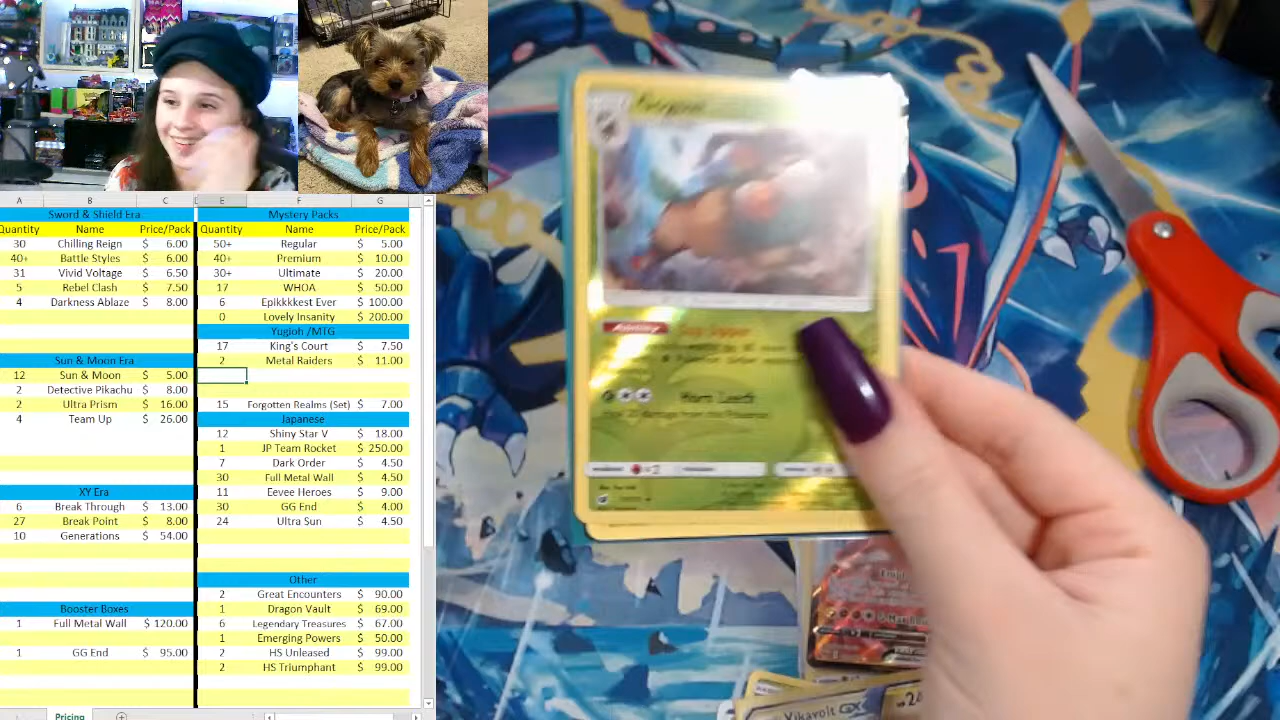 A B C E F G
Sword & Shield Era Mystery Packs
Quantity Name Price/Pack Quantity Name Price/Pack
30 Chilling Reign $ 6.00 50+ Regular $ 5.00
40+ Battle Styles $ 6.00 40+ Premium $ 10.00
31 Vivid Voltage $ 6.50 30+ Ultimate $ 20.00
5 Rebel Clash $ 7.50 17 WHOA $ 50.00
4 Darkness Ablaze $ 8.00 6 Epikkkkest Ever $ 100.00
0 Lovely Insanity $ 200.00
Yugioh /MTG
17 King's Court $ 7.50
Sun & Moon Era 2 Metal Raiders $ 11.00
12 Sun & Moon $ 5.00
2 Detective Pikachu $ 8.00
2 Ultra Prism $ 16.00 15 Forgotten Realms (Set) $ 7.00
4 Team Up $ 26.00 Japanese
12 Shiny Star V $ 18.00
1 JP Team Rocket $ 250.00
7 Dark Order $ 4.50
30 Full Metal Wall $ 4.50
XY Era 11 Eevee Heroes $ 9.00
6 Break Through $ 13.00 30 GG End $ 4.00
27 Break Point $ 8.00 24 Ultra Sun $ 4.50
10 Generations $ 54.00
Other
2 Great Encounters $ 90.00
Booster Boxes 1 Dragon Vault $ 69.00
1 Full Metal Wall $ 120.00 6 Legendary Treasures $ 67.00
1 Emerging Powers $ 50.00
1 GG End $ 95.00 2 HS Unleased $ 99.00
2 HS Triumphant $ 99.00
Pricing
Ability
Vikavolt GX